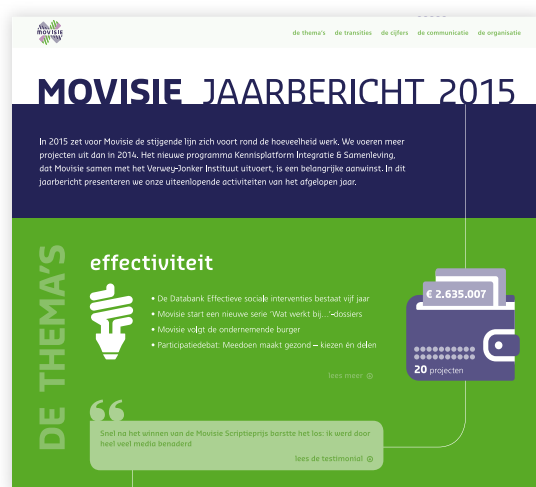 MOVISIE
de thema's de transities de cijfers de communicatie de organisatie
MOVISIE JAARBERICHT 2015
In 2015 zet voor Movisie de stijgende lijn zich voort rond de hoeveelheid werk. We voeren meer
projecten uit dan in 2014. Het nieuwe programma Kennisplatform Integratie & Samenleving,
dat Movisie samen met het Verwey-Jonker Instituut uitvoert, is een belangrijke aanwinst. In dit
jaarbericht presenteren we onze uiteenlopende activiteiten van het afgelopen jaar.
DE THEMA'S
effectiviteit
• De Databank Effectieve sociale interventies bestaat vijf jaar
• Movisie start een nieuwe serie 'Wat werkt bij...'-dossiers
• Movisie volgt de ondernemende burger
• Participatiedebat: Meedoen maakt gezond – kiezen én delen
lees meer
€ 2.635.007
20 projecten
“
Snel na het winnen van de Movisie Scriptieprijs barstte het los: ik werd door
heel veel media benaderd
lees de testimonial